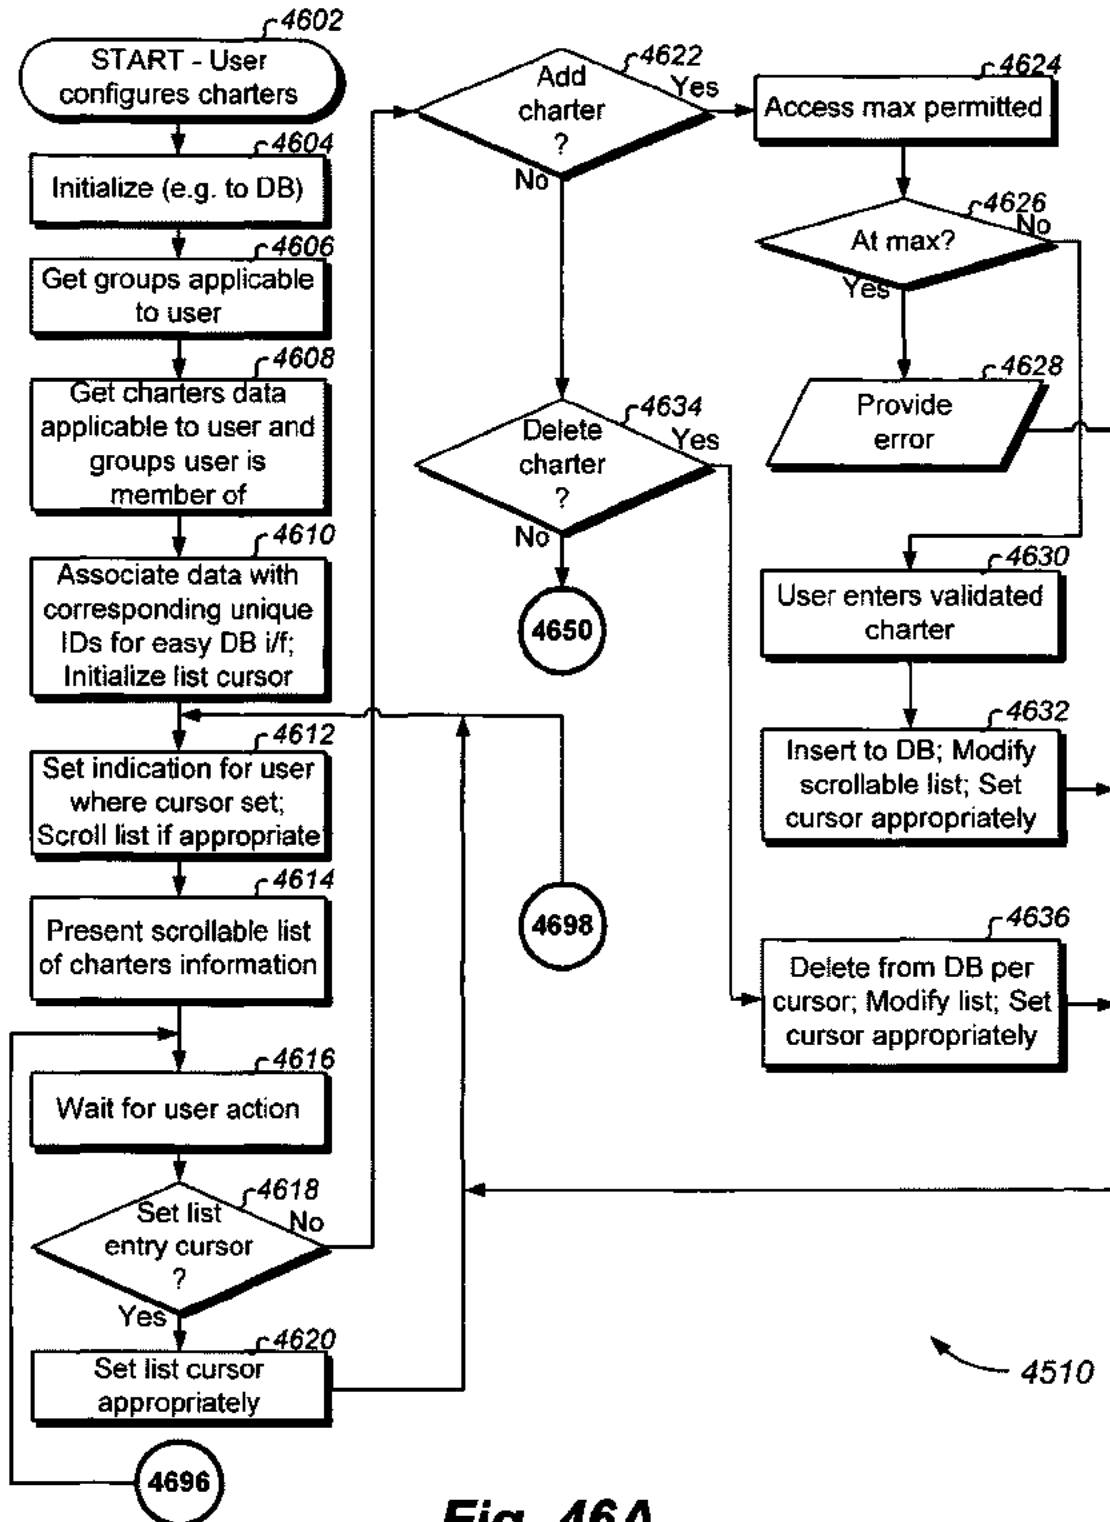 4602
START - User
configures charters
4604
Initialize (e.g. to DB)
4606
Get groups applicable
to user
4608
Get charters data
applicable to user and
groups user is
member of
4610
Associate data with
corresponding unique
IDs for easy DB i/f;
Initialize list cursor
4612
Set indication for user
where cursor set;
Scroll list if appropriate
4614
Present scrollable list
of charters information
4616
Wait for user action
4618
Set list
entry cursor
?
No
Yes
4620
Set list cursor
appropriately
4696
4622
Add
charter
?
Yes
No
4634
Delete
charter
?
Yes
No
4650
4698
4624
Access max permitted
4626
At max?
No
Yes
4628
Provide
error
4630
User enters validated
charter
4632
Insert to DB; Modify
scrollable list; Set
cursor appropriately
4636
Delete from DB per
cursor; Modify list; Set
cursor appropriately
4510
Fig. 46A